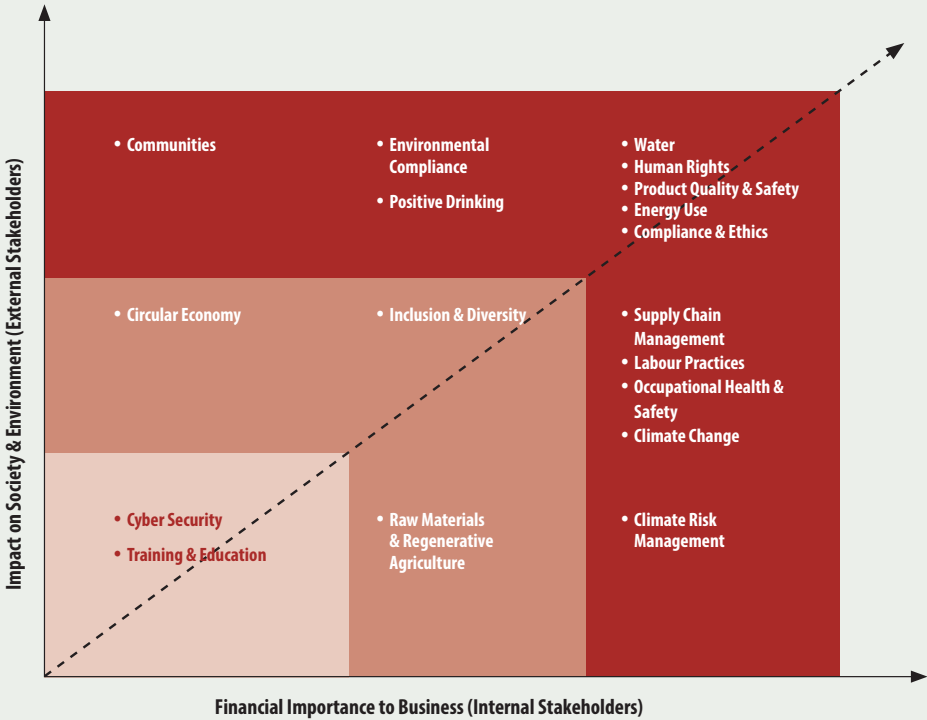 Impact on Society & Environment (External Stakeholders)
• Communities
• Environmental
Compliance
• Positive Drinking
• Water
• Human Rights
• Product Quality & Safety
• Energy Use
• Compliance & Ethics
• Circular Economy
• Inclusion & Diversity
• Supply Chain
Management
• Labour Practices
• Occupational Health &
Safety
• Climate Change
• Cyber Security
• Training & Education
• Raw Materials
& Regenerative
Agriculture
• Climate Risk
Management
Financial Importance to Business (Internal Stakeholders)